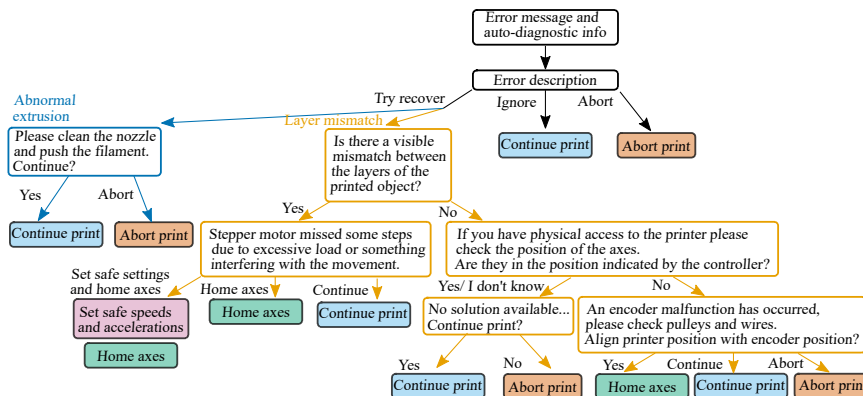 Error message and
auto-diagnostic info
Error description
Try recover
Ignore
Abort
Abnormal
extrusion
Layer mismatch
Continue print
Abort print
Please clean the nozzle
and push the filament.
Continue?
Is there a visible
mismatch between
the layers of the
printed object?
Yes
Abort
Continue print
Abort print
Yes
No
Stepper motor missed some steps
due to excessive load or something
interfering with the movement.
If you have physical access to the printer please
check the position of the axes.
Are they in the position indicated by the controller?
Set safe settings
and home axes
Home axes
Continue
Yes/ I don't know
No
Set safe speeds
and accelerations
Home axes
Home axes
Continue print
No solution available...
Continue print?
An encoder malfunction has occurred,
please check pulleys and wires.
Align printer position with encoder position?
Yes
No
Yes
Continue
Abort
Continue print
Abort print
Home axes
Continue print
Abort print